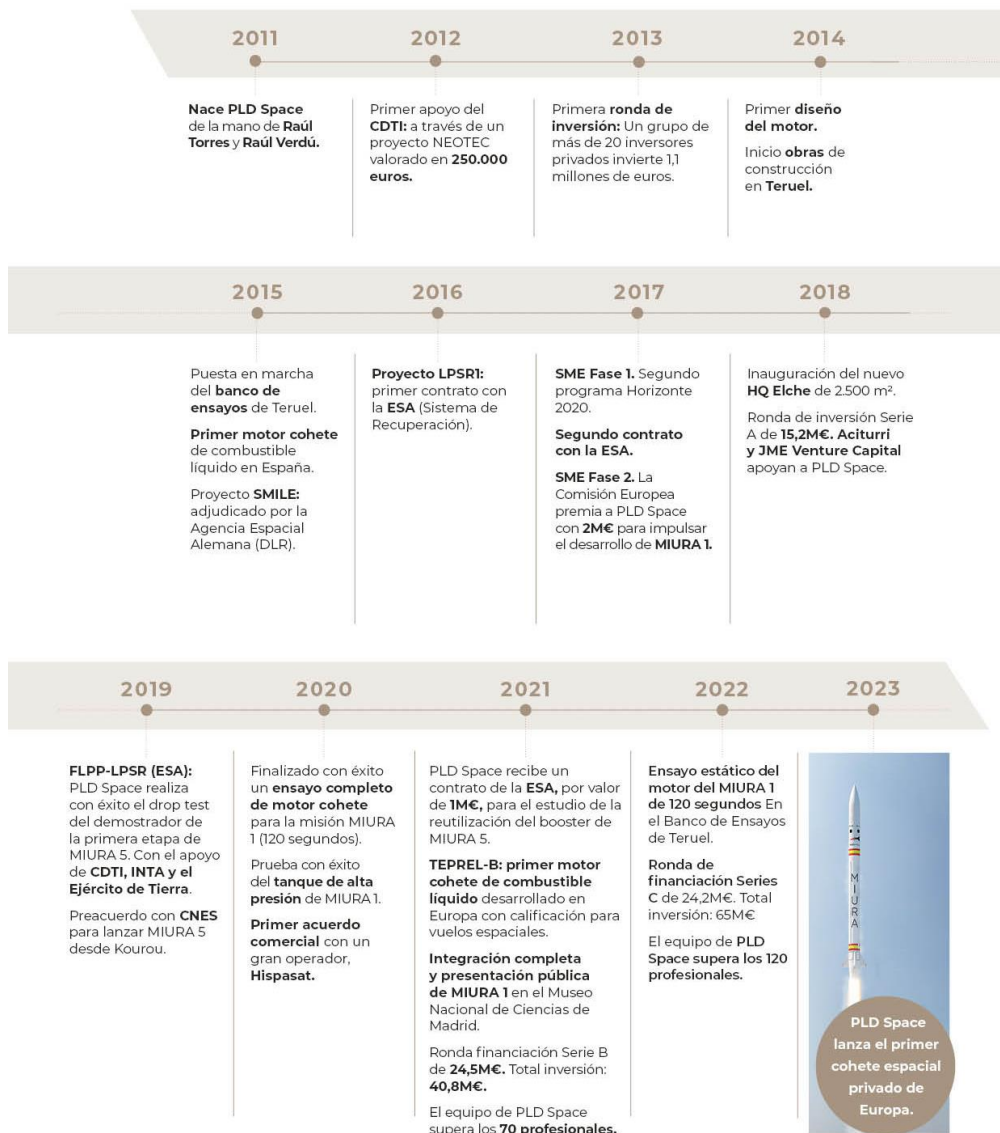 2011
2012
2013
2014
Nace PLD Space
de la mano de Raúl
Torres y Raúl Verdú.
Primer apoyo del
CDTI: a través de un
proyecto NEOTEC
valorado en 250.000
euros.
Primera ronda de
inversión: Un grupo de
más de 20 inversores
privados invierte 1,1
millones de euros.
Primer diseño
del motor.
Inicio obras de
construcción
en Teruel.
2015
2016
2017
2018
Puesta en marcha
del banco de
ensayos de Teruel.
Primer motor cohete
de combustible
líquido en España.
Proyecto SMILE:
adjudicado por la
Agencia Espacial
Alemana (DLR).
Proyecto LPSR1:
primer contrato con
la ESA (Sistema de
Recuperación).
SME Fase 1. Segundo
programa Horizonte
2020.
Segundo contrato
con la ESA.
SME Fase 2. La
Comisión Europea
premia a PLD Space
con 2M€ para impulsar
el desarrollo de MIURA 1.
Inauguración del nuevo
HQ Elche de 2.500 m².
Ronda de inversión Serie
A de 15,2M€. Aciturri
y JME Venture Capital
apoyan a PLD Space.
2019
2020
2021
2022
2023
FLPP-LPSR (ESA):
PLD Space realiza
con éxito el drop test
del demostrador de
la primera etapa de
MIURA 5. Con el apoyo
de CDTI, INTA y el
Ejército de Tierra.
Preacuerdo con CNES
para lanzar MIURA 5
desde Kourou.
Finalizado con éxito
un ensayo completo
de motor cohete
para la misión MIURA
1 (120 segundos).
Prueba con éxito
del tanque de alta
presión de MIURA 1.
Primer acuerdo
comercial con un
gran operador,
Hispasat.
PLD Space recibe un
contrato de la ESA, por valor
de 1M€, para el estudio de la
reutilización del booster de
MIURA 5.
TEPREL-B: primer motor
cohete de combustible
líquido desarrollado en
Europa con calificación para
vuelos espaciales.
Integración completa
y presentación pública
de MIURA 1 en el Museo
Nacional de Ciencias de
Madrid.
Ronda financiación Serie B
de 24,5M€. Total inversión:
40,8M€.
El equipo de PLD Space
supera los 70 profesionales.
Ensayo estático del
motor del MIURA 1
de 120 segundos En
el Banco de Ensayos
de Teruel.
Ronda de
financiación Series
C de 24,2M€. Total
inversión: 65M€
El equipo de PLD
Space supera los 120
profesionales.
MIURA
PLD Space
lanza el primer
cohete espacial
privado de
Europa.